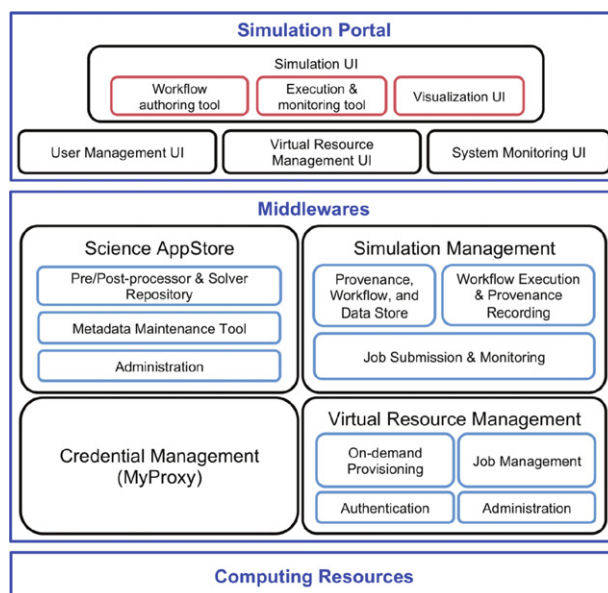 Simulation Portal
Simulation UI
Workflow
authoring tool
Execution &
monitoring tool
Visualization UI
User Management UI
Virtual Resource
Management UI
System Monitoring UI
Middlewares
Science AppStore
Pre/Post-processor & Solver
Repository
Metadata Maintenance Tool
Administration
Simulation Management
Provenance,
Workflow, and
Data Store
Workflow Execution
& Provenance
Recording
Job Submission & Monitoring
Credential Management
(MyProxy)
Virtual Resource Management
On-demand
Provisioning
Job Management
Authentication
Administration
Computing Resources